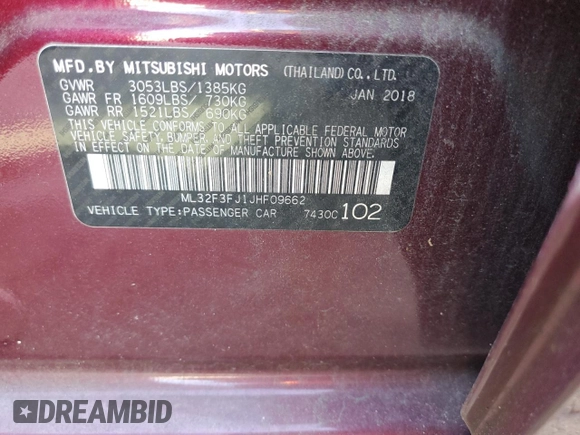 MFD.BY MITSUBISHI MOTORS (THAILAND) CO., LTD.
GVWR 3053LBS/1385KG JAN 2018
GAWR FR 1609LBS/ 730KG
GAWR RR 1521LBS/ 690KG
THIS VEHICLE CONFORMS TO ALL APPLICABLE FEDERAL MOTOR
VEHICLE SAFETY, BUMPER AND THEFT PREVENTION STANDARDS
IN EFFECT ON THE DATE OF MANUFACTURE SHOWN ABOVE.
ML32F3FJ1JHF09662
VEHICLE TYPE:PASSENGER CAR 7430C102
DREAMBID